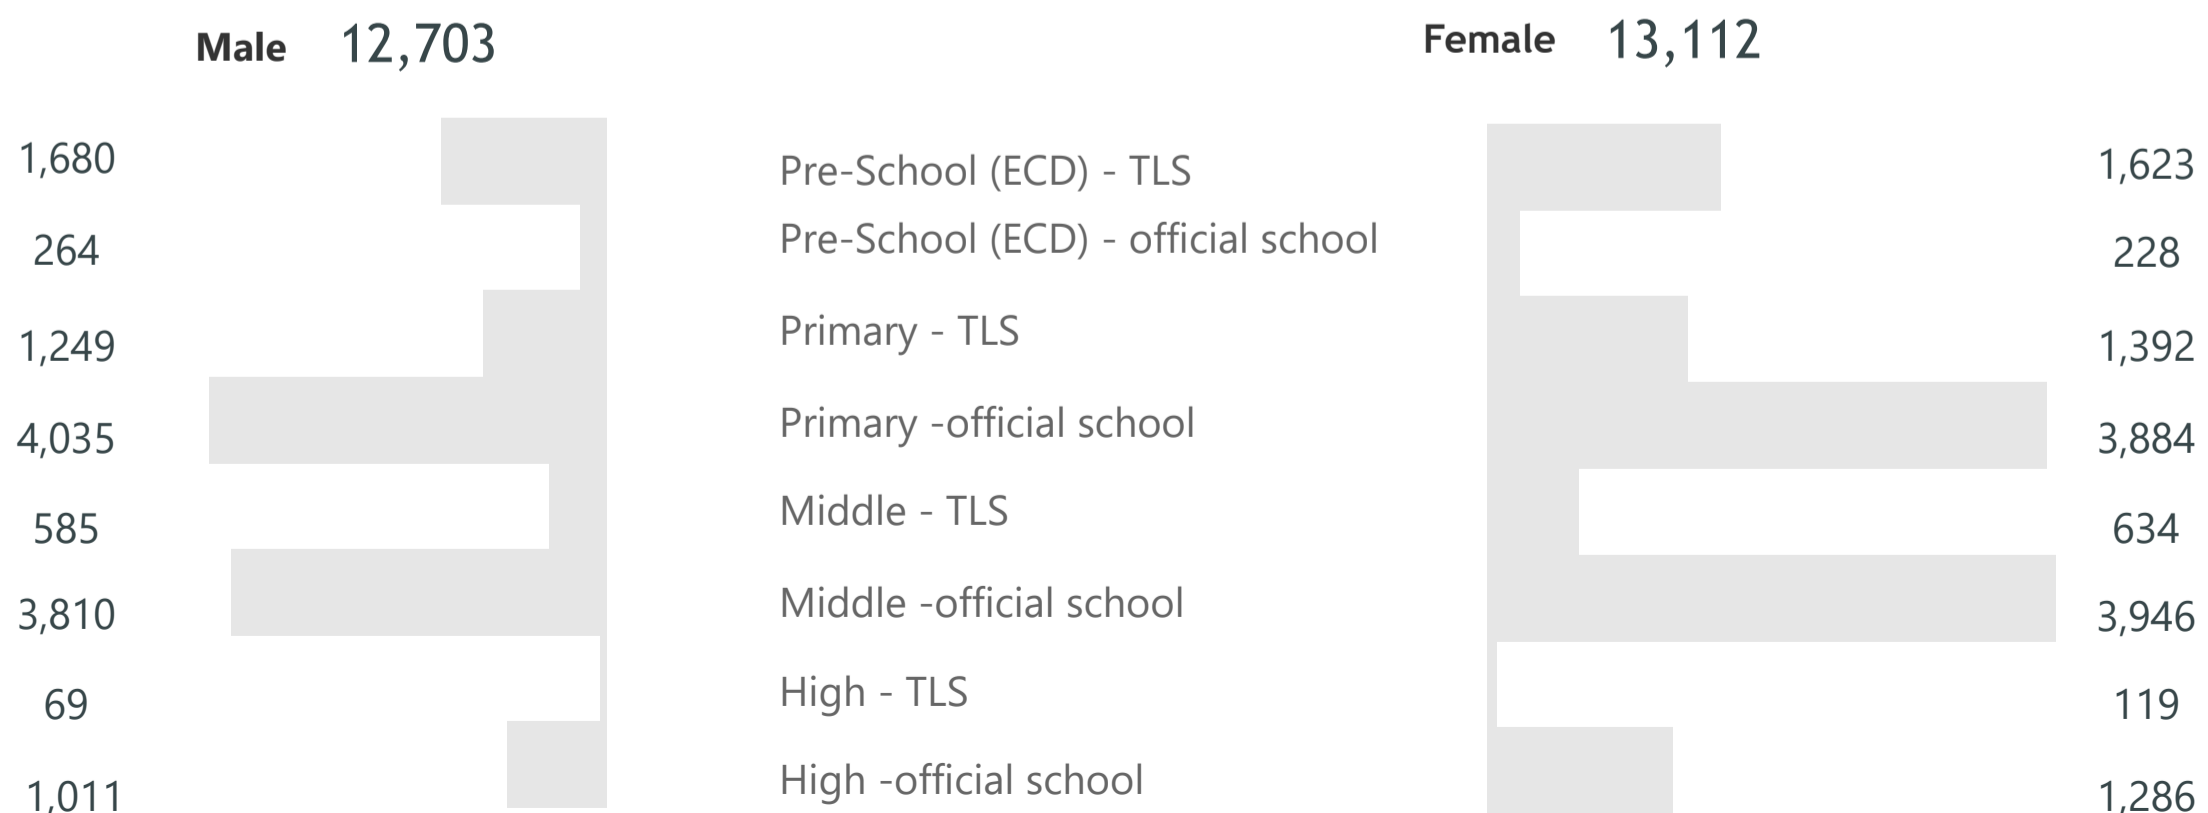 Male 12,703 Female 13,112
1,680 Pre-School (ECD) - TLS 1,623
264 Pre-School (ECD) - official school 228
1,249 Primary - TLS 1,392
4,035 Primary -official school 3,884
585 Middle - TLS 634
3,810 Middle -official school 3,946
69 High - TLS 119
1,011 High -official school 1,286